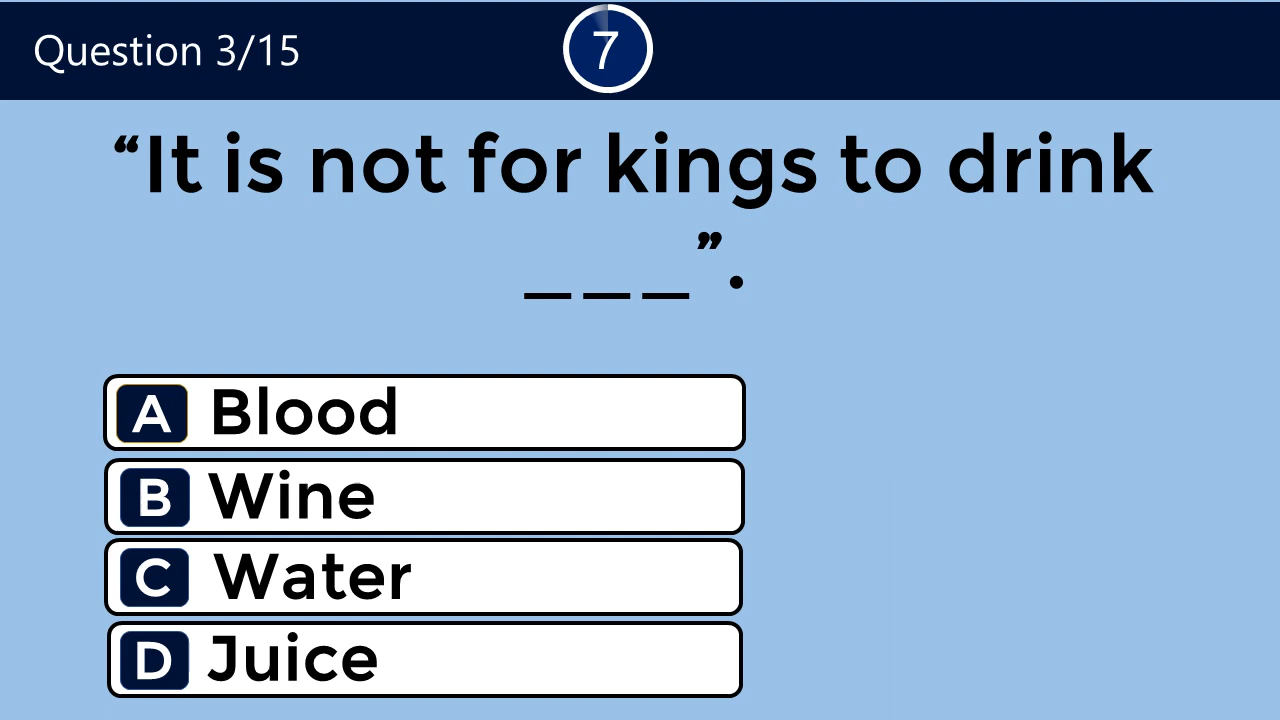 Question 3/15
7
“It is not for kings to drink
___”.
A Blood
B Wine
C Water
D Juice